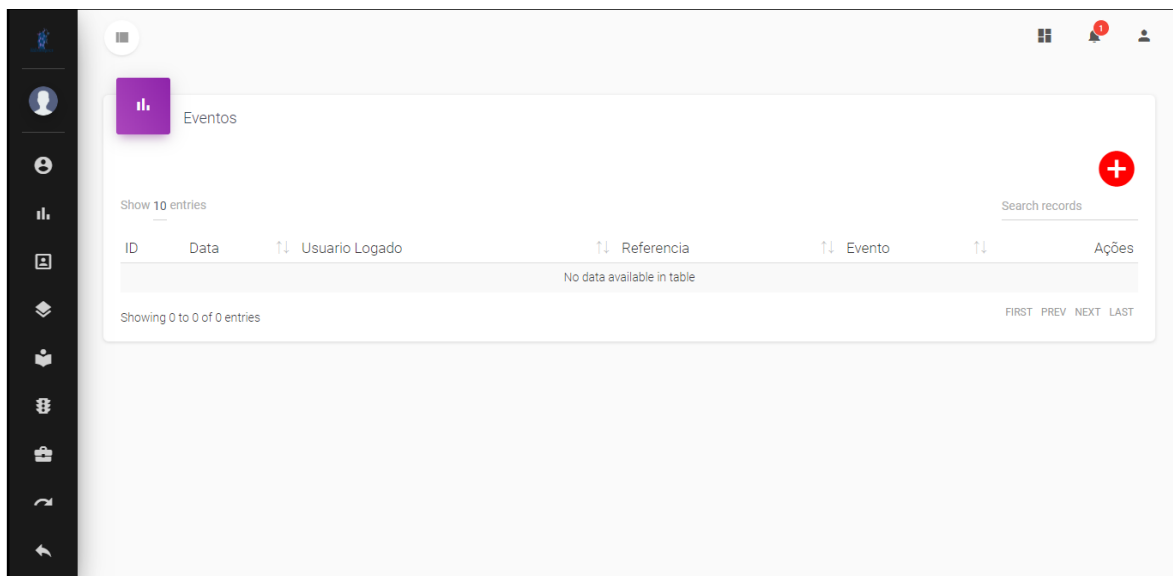 1
Eventos
Show 10 entries
Search records
ID Data Usuario Logado Referencia Evento Ações
No data available in table
Showing 0 to 0 of 0 entries
FIRST PREV NEXT LAST